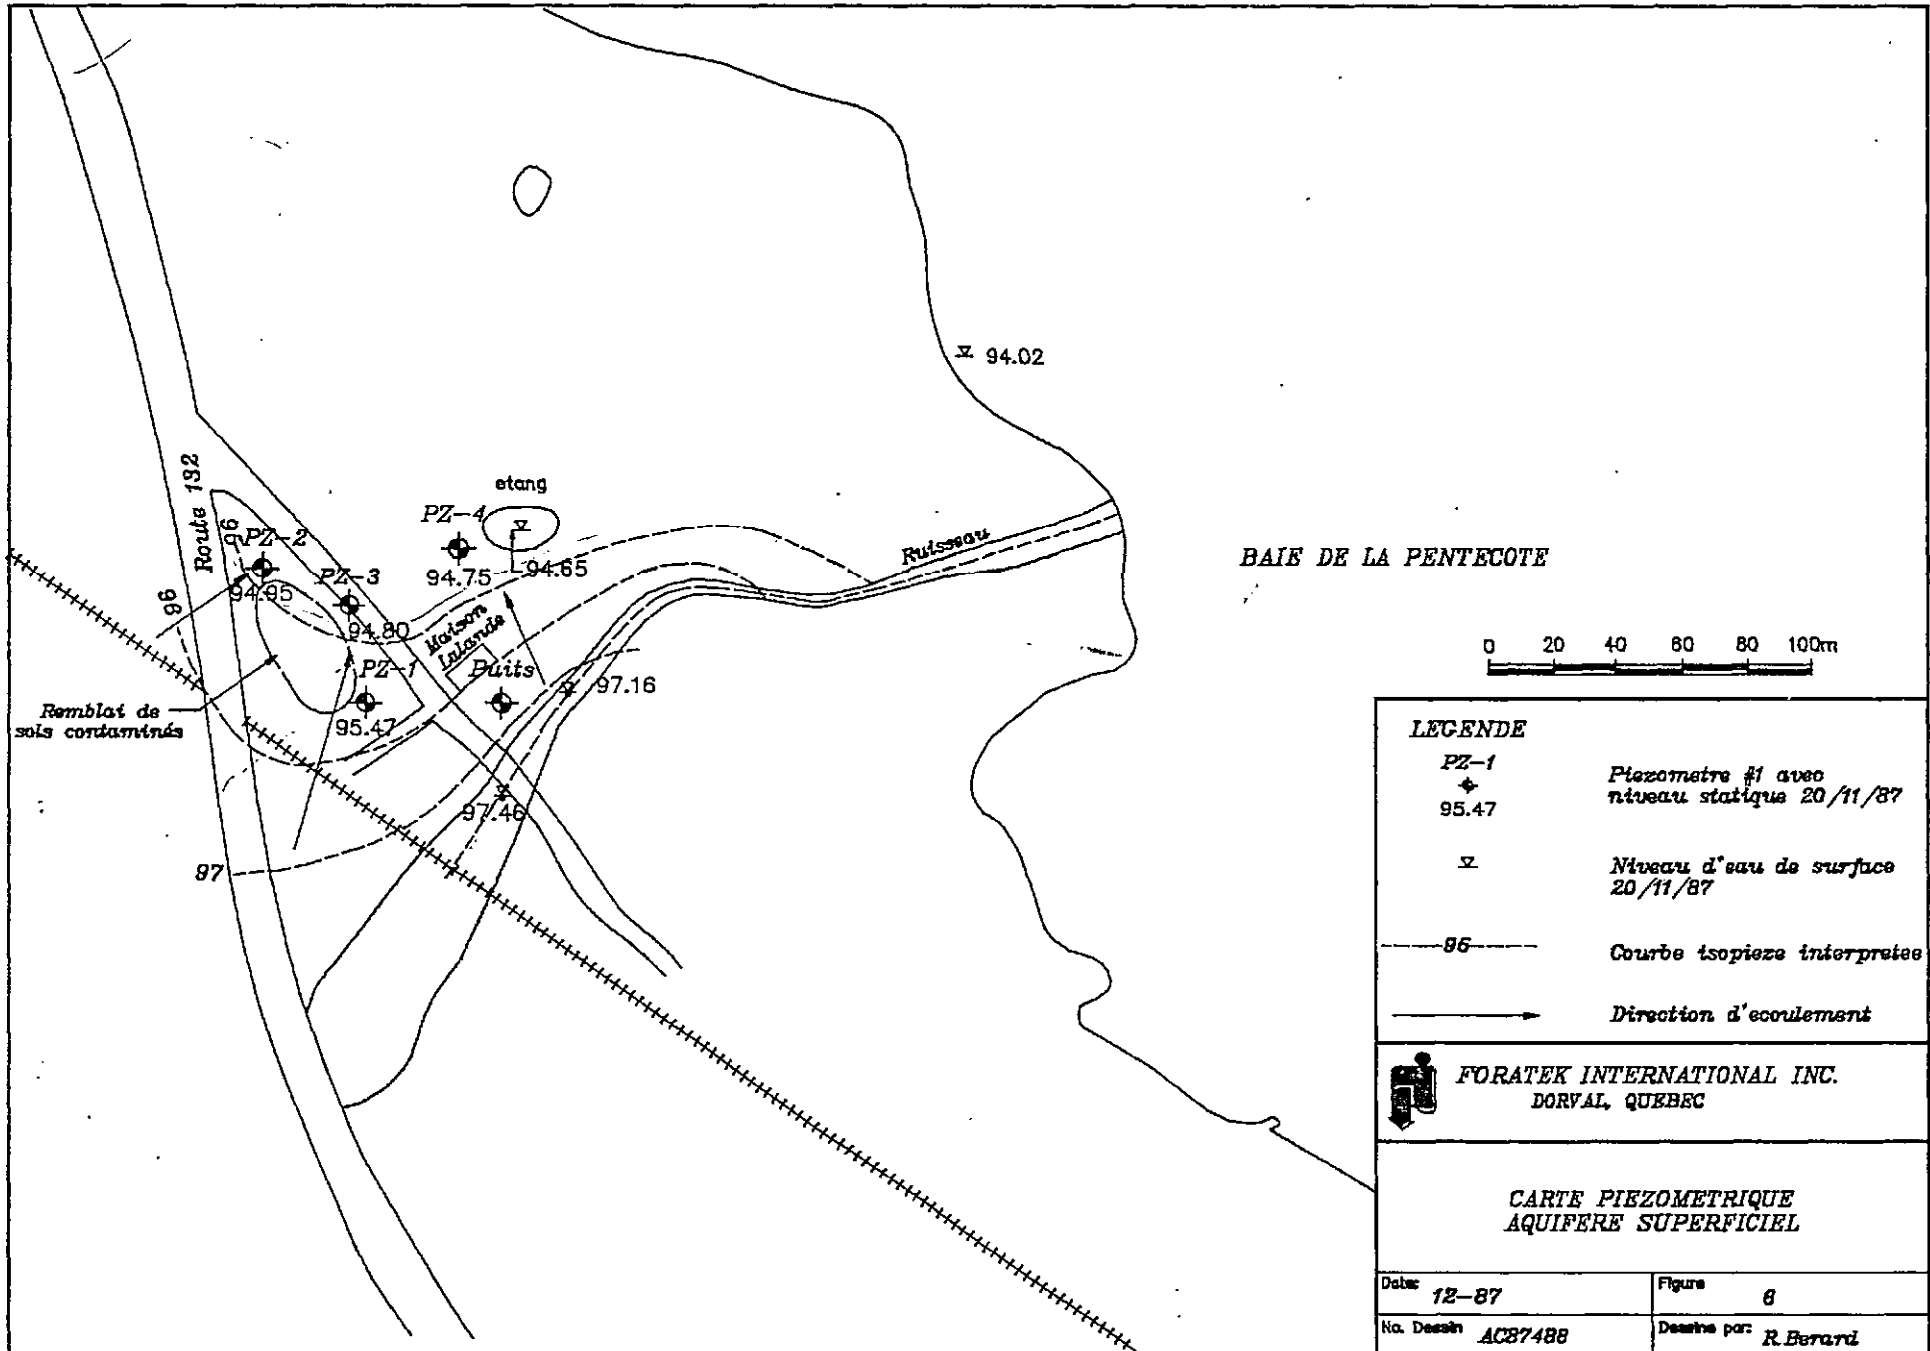 94.02
Route 132
etang
PZ-4
96
PZ-2
Ruisseau
BAIE DE LA PENTECOTE
94.75
94.65
PZ-3
94.95
96
94.80
Maison
Lalande
0 20 40 60 80 100m
PZ-1
Puits
97.16
Remblai de
sols contaminés
95.47
97.46
97
LEGENDE
PZ-1
95.47
Piezometre #1 avec
niveau statique 20/11/87
Niveau d'eau de surface
20/11/87
96
Courbe isopieze interpretee
Direction d'ecoulement
FORATEK INTERNATIONAL INC.
DORVAL, QUEBEC
CARTE PIEZOMETRIQUE
AQUIFERE SUPERFICIEL
Date: 12-87
Figure 6
No. Dessin AC87488
Dessine par: R.Berard